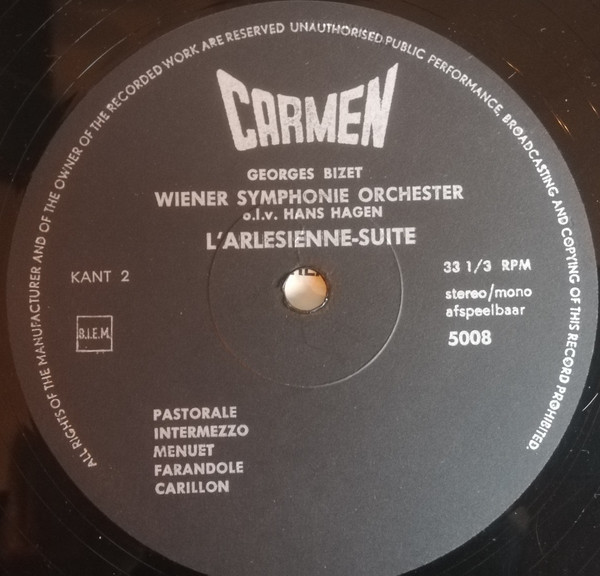 ALL RIGHTS OF THE MANUFACTURER AND OF THE OWNER OF THE RECORDED WORK ARE RESERVED UNAUTHORISED PUBLIC PERFORMANCE, BROADCASTING AND COPYING OF THIS RECORD PROHIBITED.
CARMEN
GEORGES BIZET
WIENER SYMPHONIE ORCHESTER
o.l.v. HANS HAGEN
L'ARLESIENNE-SUITE
KANT 2
33 1/3 RPM
stereo/mono
afspeelbaar
B.I.E.M.
5008
PASTORALE
INTERMEZZO
MENUET
FARANDOLE
CARILLON